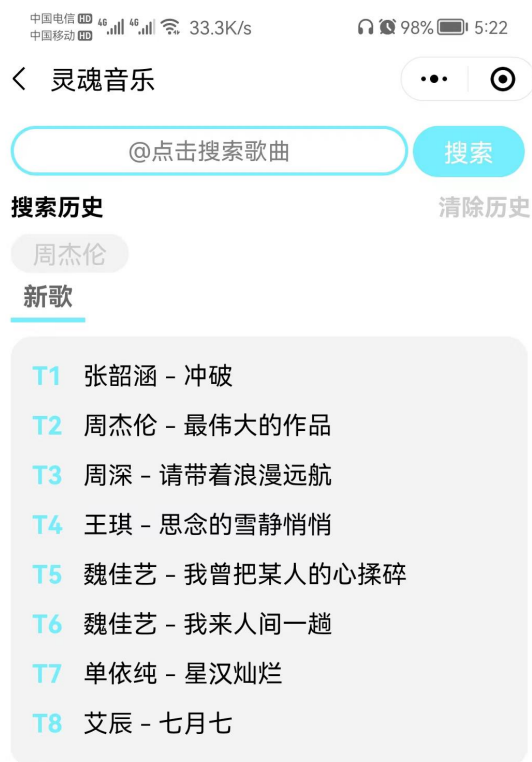 中国电信 HD 4G 4G 33.3K/s 98% 5:22
中国移动 HD
灵魂音乐
@点击搜索歌曲 搜索
搜索历史 清除历史
周杰伦
新歌
T1 张韶涵 - 冲破
T2 周杰伦 - 最伟大的作品
T3 周深 - 请带着浪漫远航
T4 王琪 - 思念的雪静悄悄
T5 魏佳艺 - 我曾把某人的心揉碎
T6 魏佳艺 - 我来人间一趟
T7 单依纯 - 星汉灿烂
T8 艾辰 - 七月七